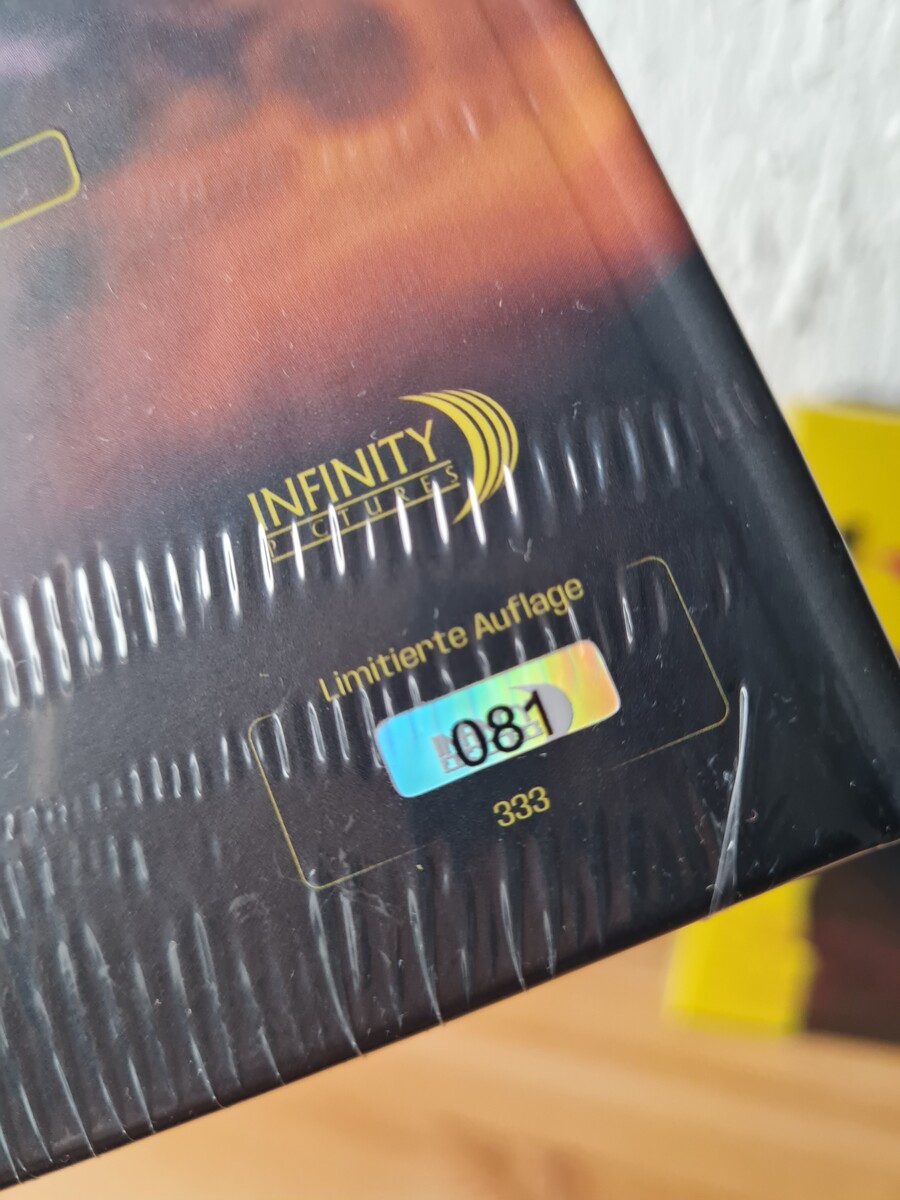 INFINITY
PICTURES
Limitierte Auflage
081
333